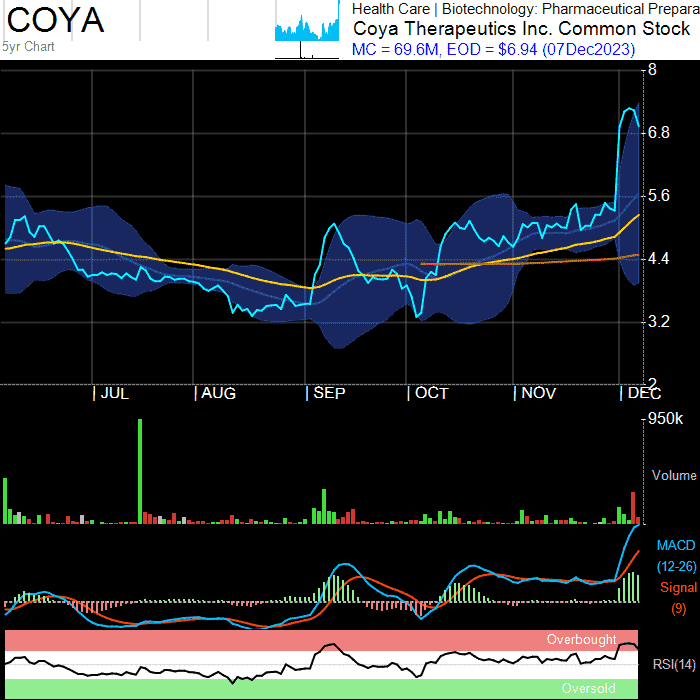 COYA
5yr Chart
Health Care | Biotechnology: Pharmaceutical Prepara
Coya Therapeutics Inc. Common Stock
MC = 69.6M, EOD = $6.94 (07Dec2023)
8
6.8
5.6
4.4
3.2
2
| JUL | AUG | SEP | OCT | NOV | DEC
950k
Volume
MACD
(12-26)
Signal
(9)
Overbought
RSI(14)
Oversold